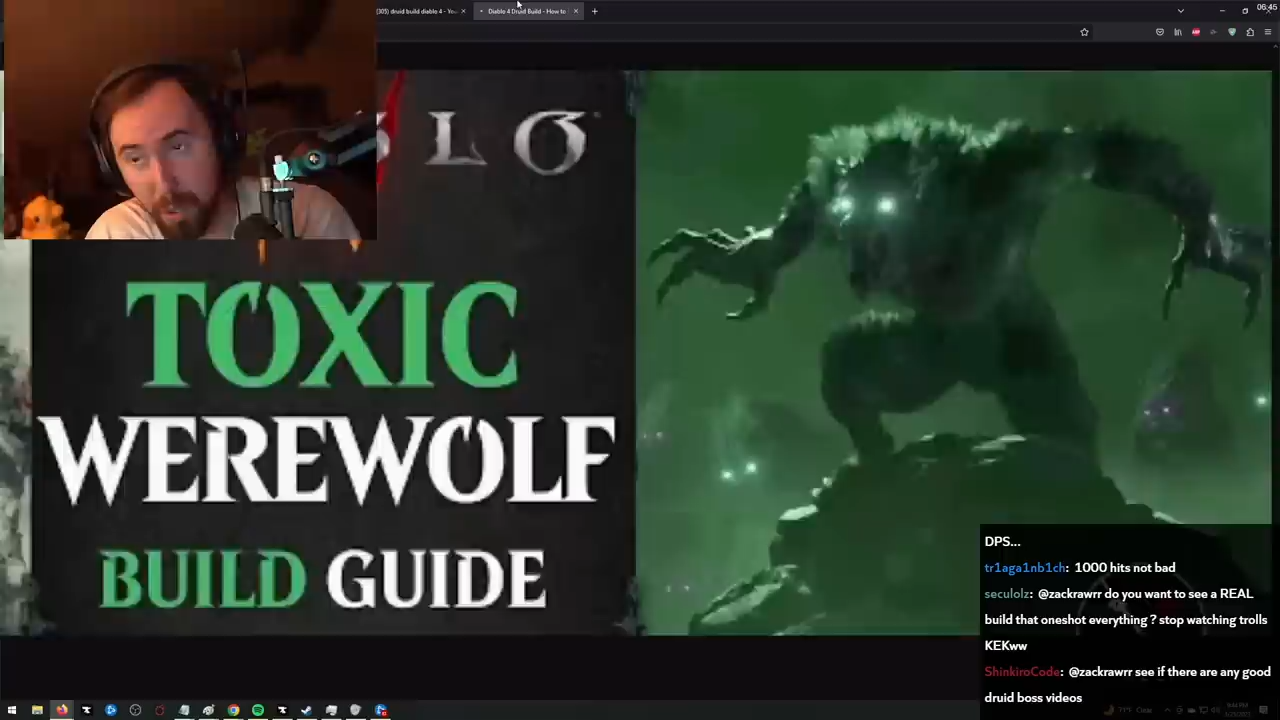 (305) druid build diablo 4 - Yo
Diablo 4 Druid Build - How to
06:45
L O
TOXIC
WEREWOLF
BUILD GUIDE
DPS...
tr1aga1nb1ch: 1000 hits not bad
seculolz: @zackrawrr do you want to see a REAL
build that oneshot everything ? stop watching trolls
KEKww
ShinkiroCode: @zackrawrr see if there are any good
druid boss videos